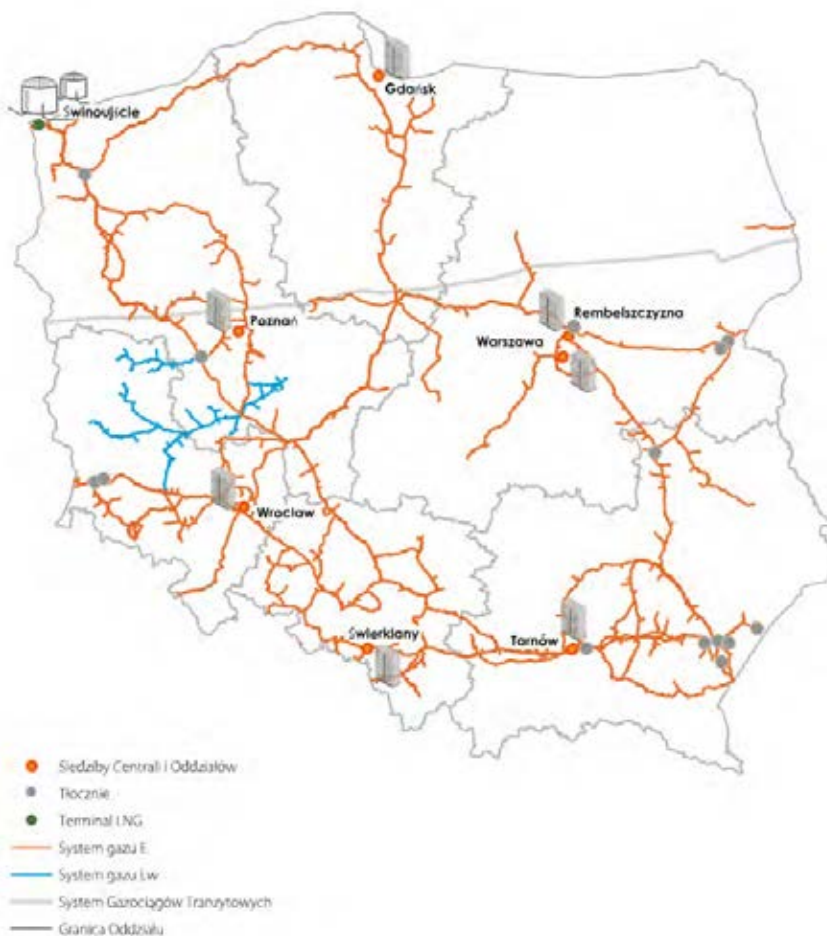 Gdańsk
Świnoujście
Poznań
Rembelszczyzna
Warszawa
Wrocław
Świerklany
Tarnów
Siedziby Centrali i Oddziałów
Tłocznie
Terminal LNG
System gazu E
System gazu Lw
System Gazociągów Tranzytowych
Granica Oddziału